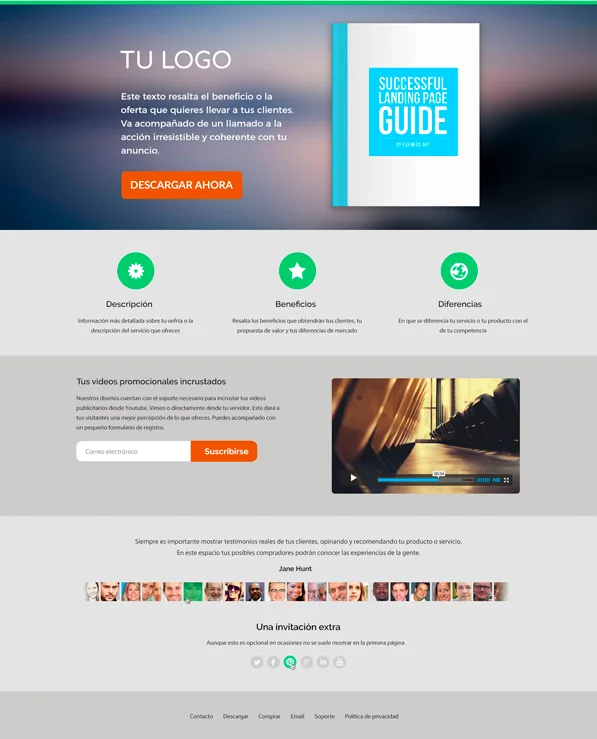 TU LOGO
Este texto resalta el beneficio o la
oferta que quieres llevar a tus clientes.
Va acompañado de un llamado a la
acción irresistible y coherente con tu
anuncio.
DESCARGAR AHORA
SUCCESSFUL
LANDING PAGE
GUIDE
Descripción
Beneficios
Diferencias
Información más detallada sobre tu oefrta o la
descripción del servicio que ofreces
Resalta los beneficios que obtendrán tus clientes, tu
propuesta de valor y tus diferencias de mercado
En que se diferencia tu servicio o tu producto con el
de tu competencia
Tus videos promocionales incrustados
Nuestros diseños cuentan con el soporte necesario para incrustar tus videos
publicitarios desde Youtube, Vimeo o directamente desde tu servidor. Esto dará a
tus visitantes una mejor percepción de lo que ofreces. Puedes acompañarlo con
un pequeño formulario de registro.
Correo electrónico
Suscribirse
00:54
HD
Siempre es importante mostrar testimonios reales de tus clientes, opinando y recomendando tu producto o servicio.
En este espacio tus posibles compradores podrán conocer las experiencias de la gente.
Jane Hunt
Una invitación extra
Aunque esto es opcional en ocasiones no se suele mostrar en la primera página
Contacto Descargar Comprar Email Soporte Política de privacidad